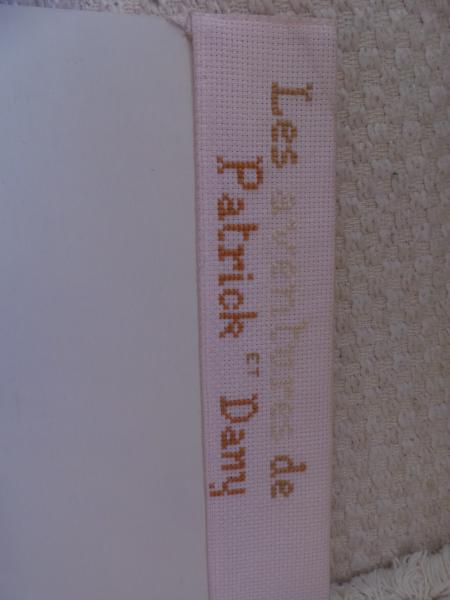 Les aventures de
Patrick ET Dany